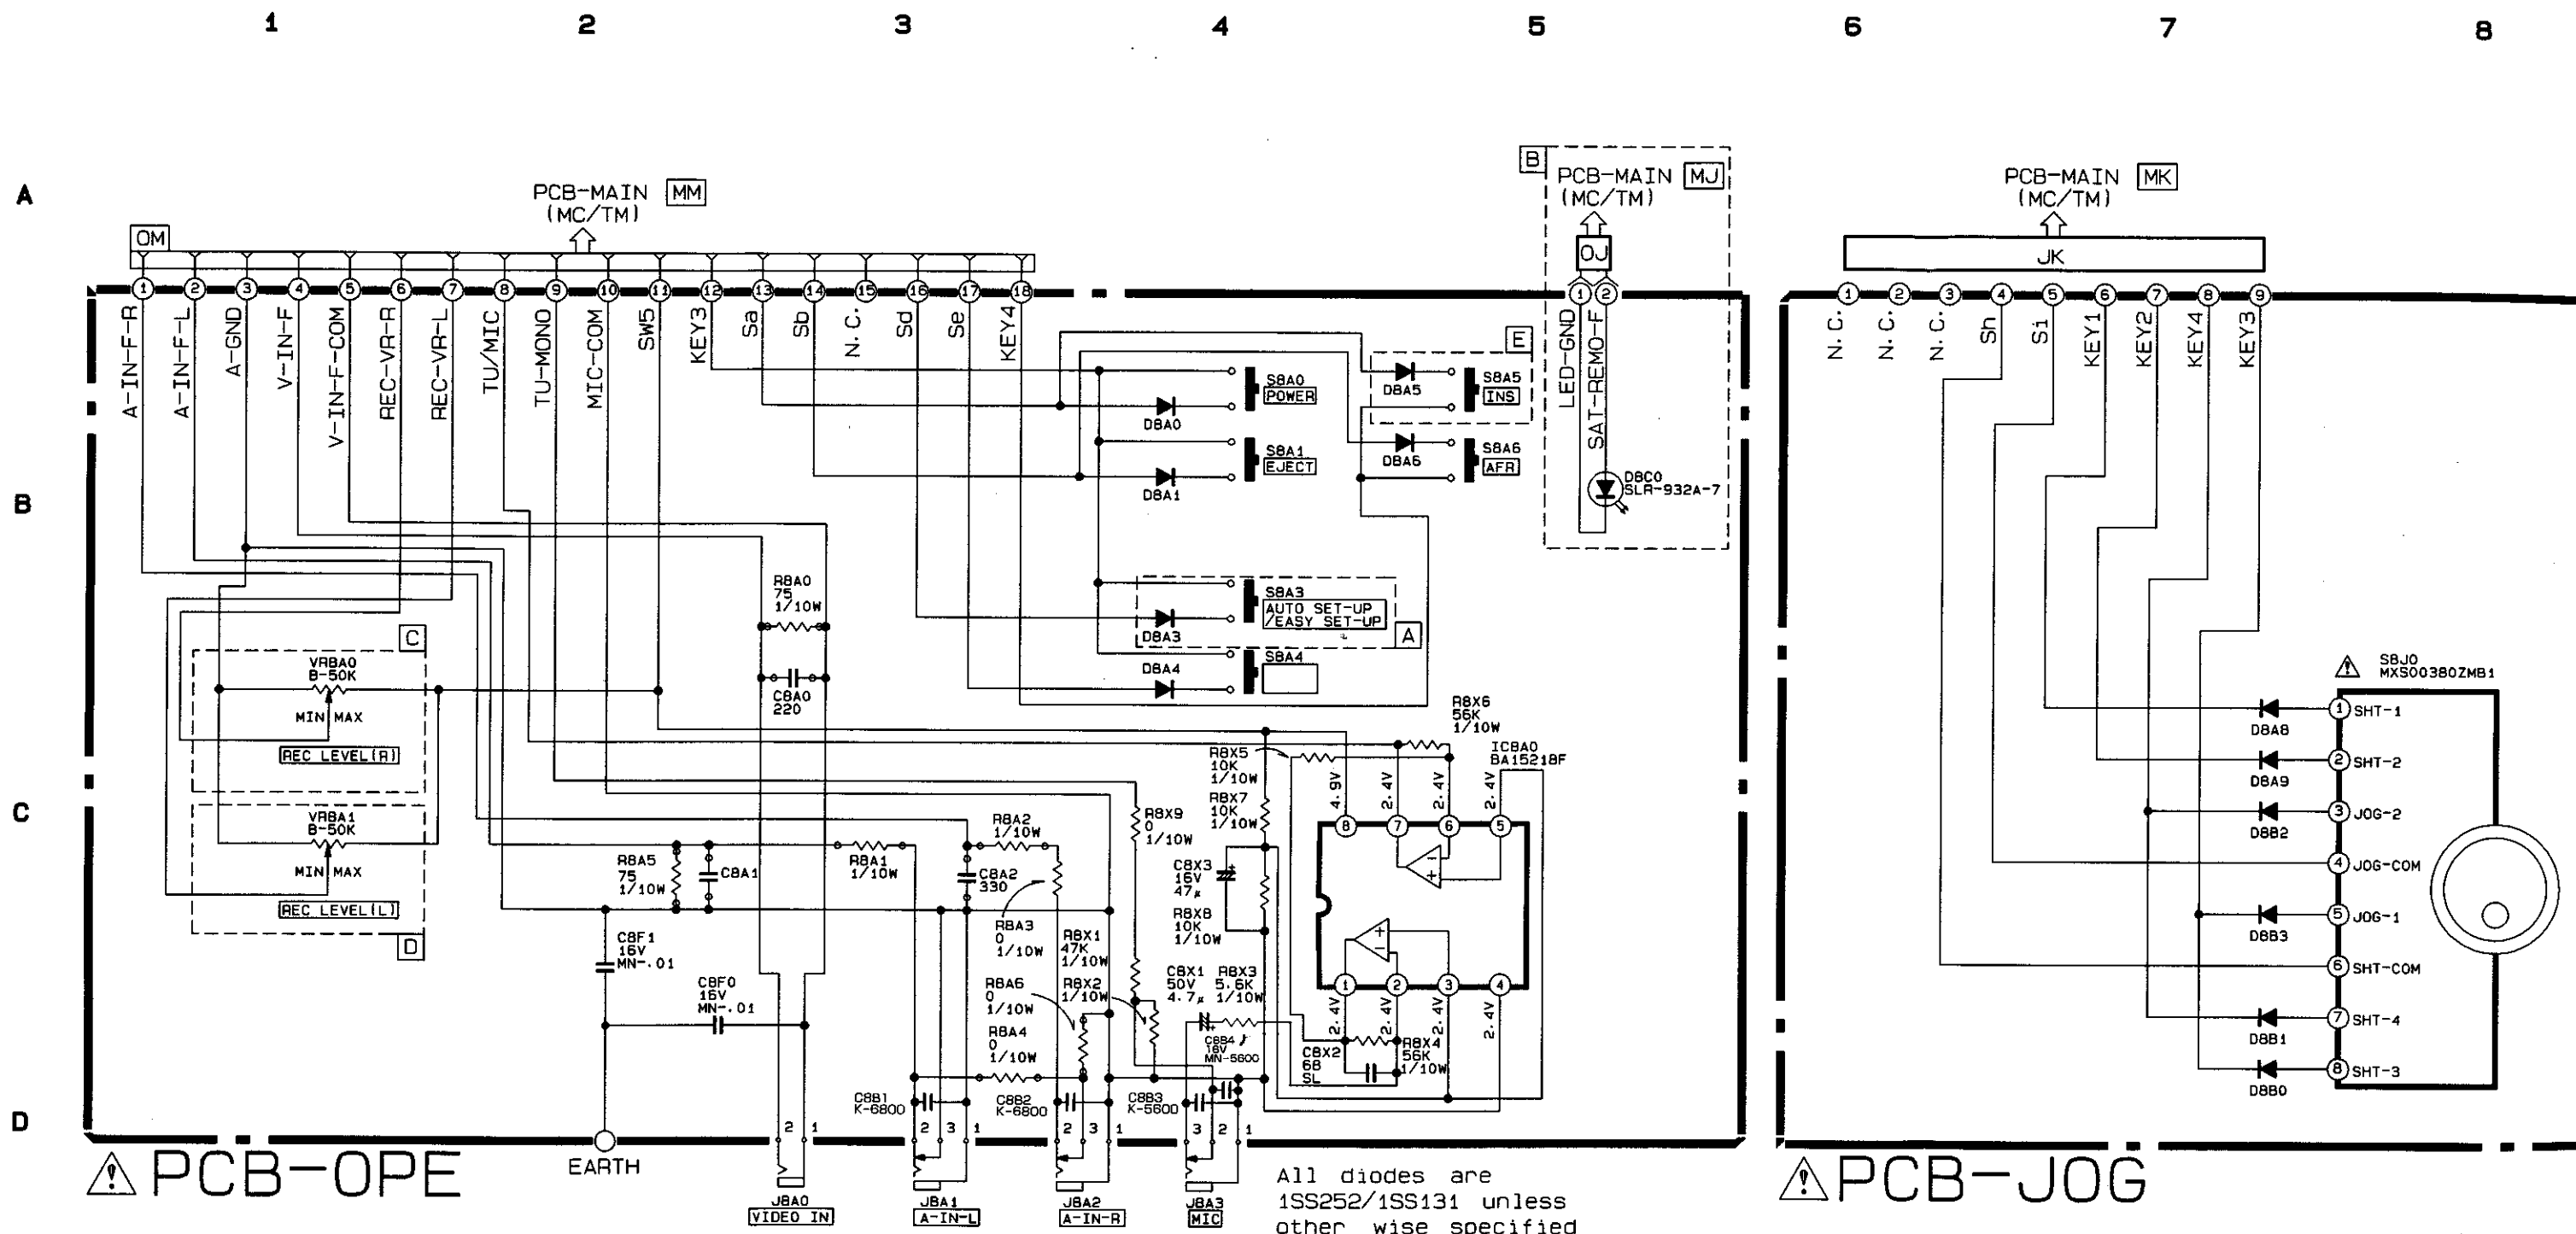 1 2 3 4 5 6 7 8
A
B
C
D
PCB-MAIN MM
(MC/TM)
OM
1 2 3 4 5 6 7 8 9 10 11 12 13 14 15 16 17 18
A-IN-F-R
A-IN-F-L
A-GND
V-IN-F
V-IN-F-COM
REC-VR-R
REC-VR-L
TU/MIC
TU-MONO
MIC-COM
SW5
KEY3
Sa
Sb
N.C.
Sd
Se
KEY4
B
PCB-MAIN MJ
(MC/TM)
OJ
1 2
LED-GND
SAT-REMO-F
D8C0
SLR-932A-7
S8A0
POWER
D8A0
S8A1
EJECT
D8A1
E
S8A5
INS
D8A5
S8A6
AFR
D8A6
S8A3
AUTO SET-UP
/EASY SET-UP
D8A3
A
S8A4
D8A4
R8A0
75
1/10W
C8A0
220
C
VR8A0
B-50K
MIN MAX
REC LEVEL(R)
VR8A1
B-50K
MIN MAX
REC LEVEL(L)
D
R8A5
75
1/10W
C8A1
R8A1
1/10W
R8A2
1/10W
C8A2
330
R8A3
0
1/10W
C8F1
16V
MN-.01
C8F0
16V
MN-.01
R8A6
0
1/10W
R8A4
0
1/10W
R8X1
47K
1/10W
R8X2
1/10W
R8X9
0
1/10W
R8X5
10K
1/10W
R8X7
10K
1/10W
R8X6
56K
1/10W
IC8A0
BA15218F
4.9V
2.4V
2.4V
2.4V
8 7 6 5
C8X3
16V
47μ
R8X8
10K
1/10W
C8X1
50V
4.7μ
R8X3
5.6K
1/10W
1 2 3 4
2.4V
2.4V
2.4V
2.4V
C8B4
16V
MN-5600
C8X2
68
SL
R8X4
56K
1/10W
C8B1
K-6800
C8B2
K-6800
C8B3
K-5600
2 1
2 3 1
2 3 1
3 2 1
EARTH
J8A0
VIDEO IN
J8A1
A-IN-L
J8A2
A-IN-R
J8A3
MIC
PCB-OPE
All diodes are
1SS252/1SS131 unless
other wise specified
PCB-MAIN MK
(MC/TM)
JK
1 2 3 4 5 6 7 8 9
N.C.
N.C.
N.C.
Sh
Si
KEY1
KEY2
KEY4
KEY3
S8J0
MXS00380ZMB1
D8A8
1 SHT-1
D8A9
2 SHT-2
D8B2
3 JOG-2
4 JOG-COM
D8B3
5 JOG-1
6 SHT-COM
D8B1
7 SHT-4
D8B0
8 SHT-3
PCB-JOG